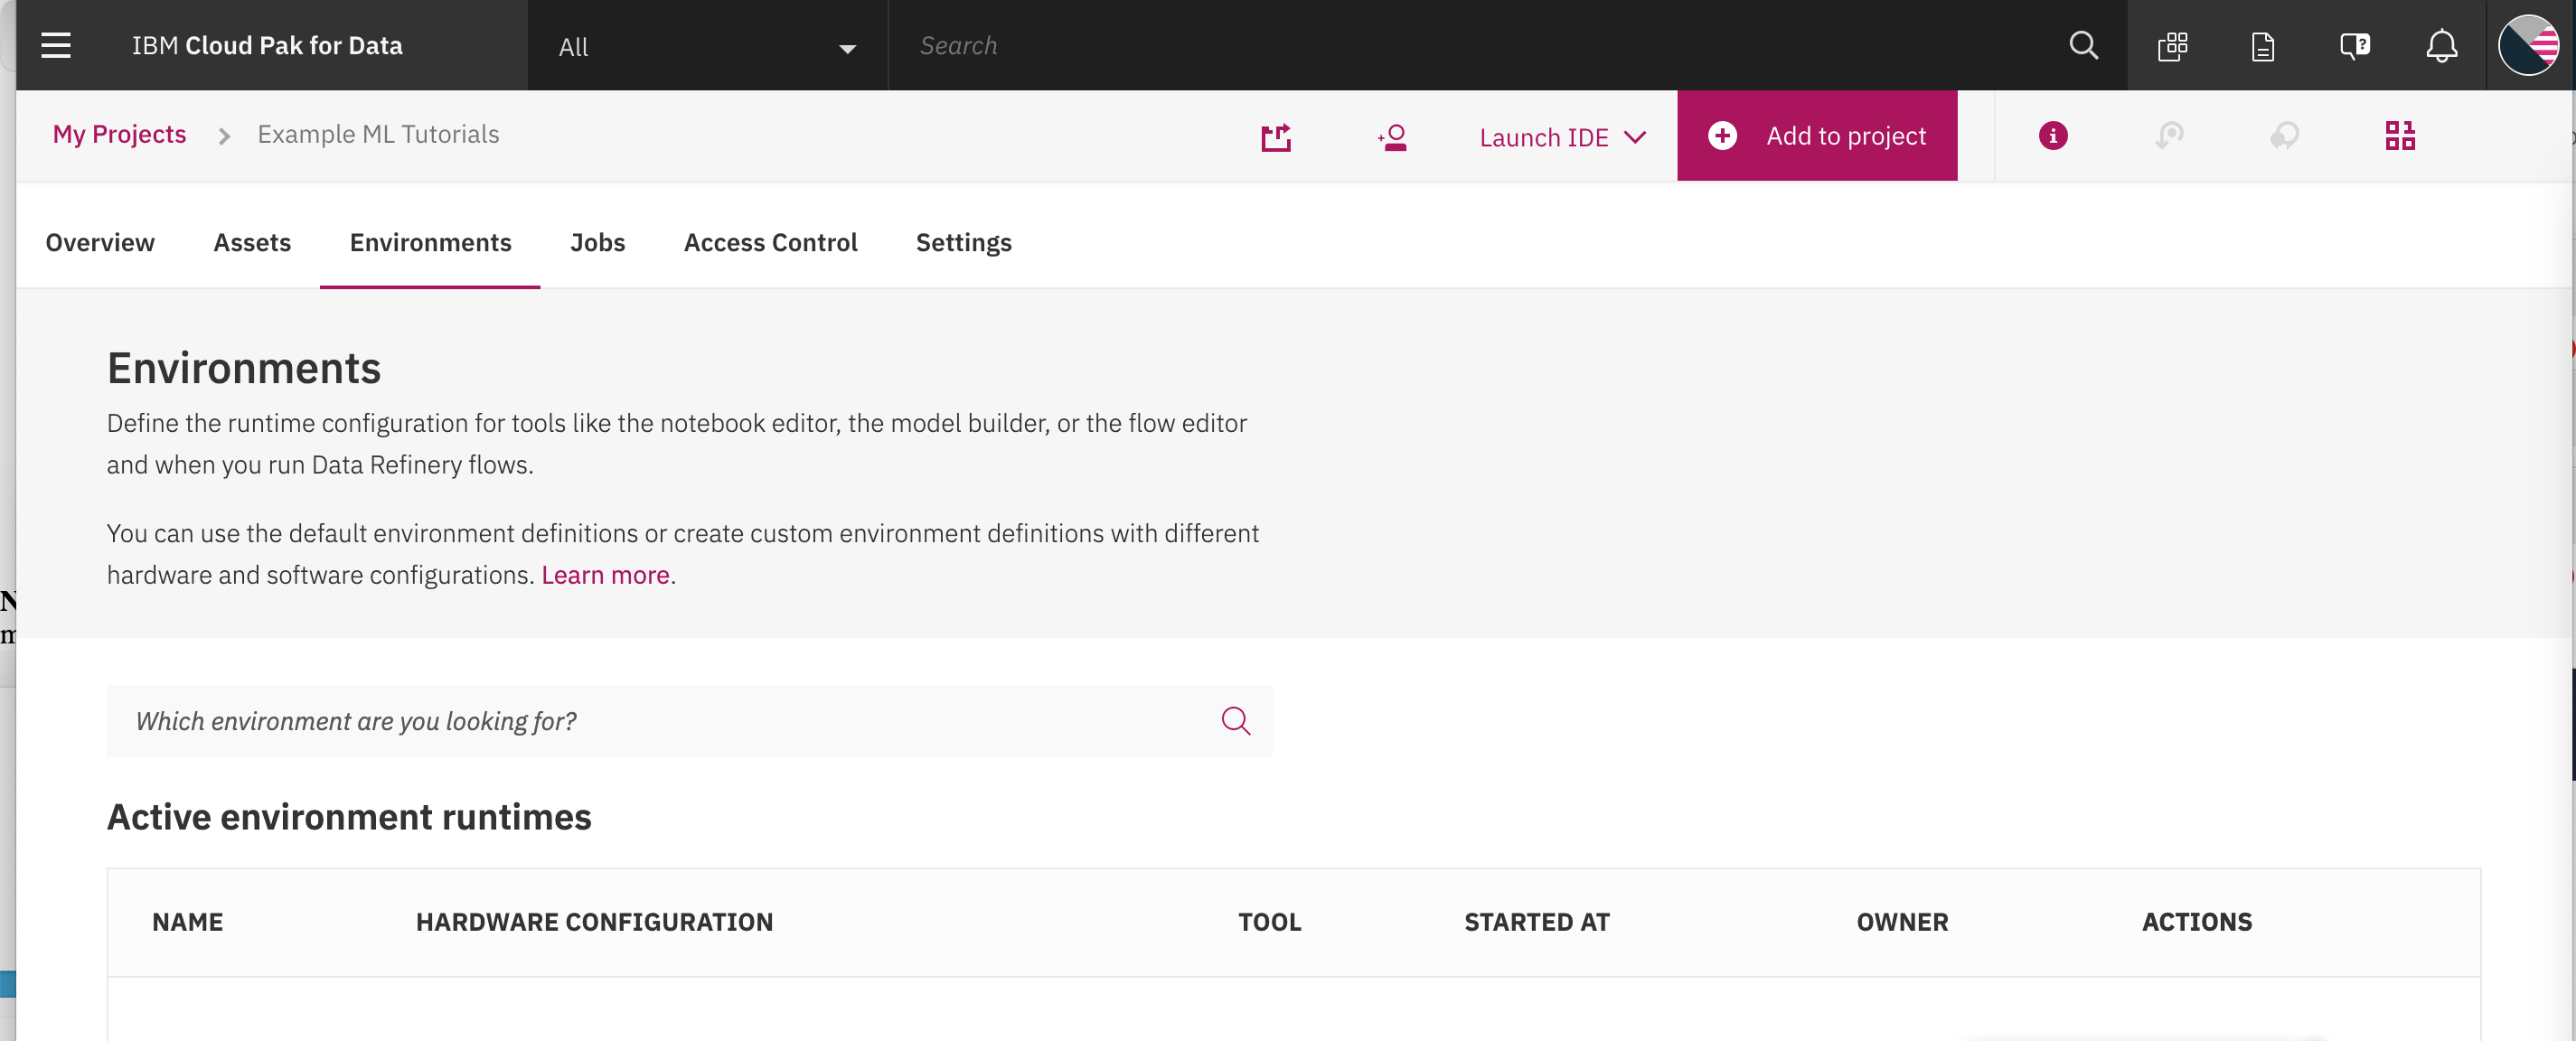 IBM Cloud Pak for Data
All
Search
My Projects
Example ML Tutorials
Launch IDE
Add to project
Overview
Assets
Environments
Jobs
Access Control
Settings
Environments
Define the runtime configuration for tools like the notebook editor, the model builder, or the flow editor
and when you run Data Refinery flows.
You can use the default environment definitions or create custom environment definitions with different
hardware and software configurations. Learn more.
Which environment are you looking for?
Active environment runtimes
NAME
HARDWARE CONFIGURATION
TOOL
STARTED AT
OWNER
ACTIONS